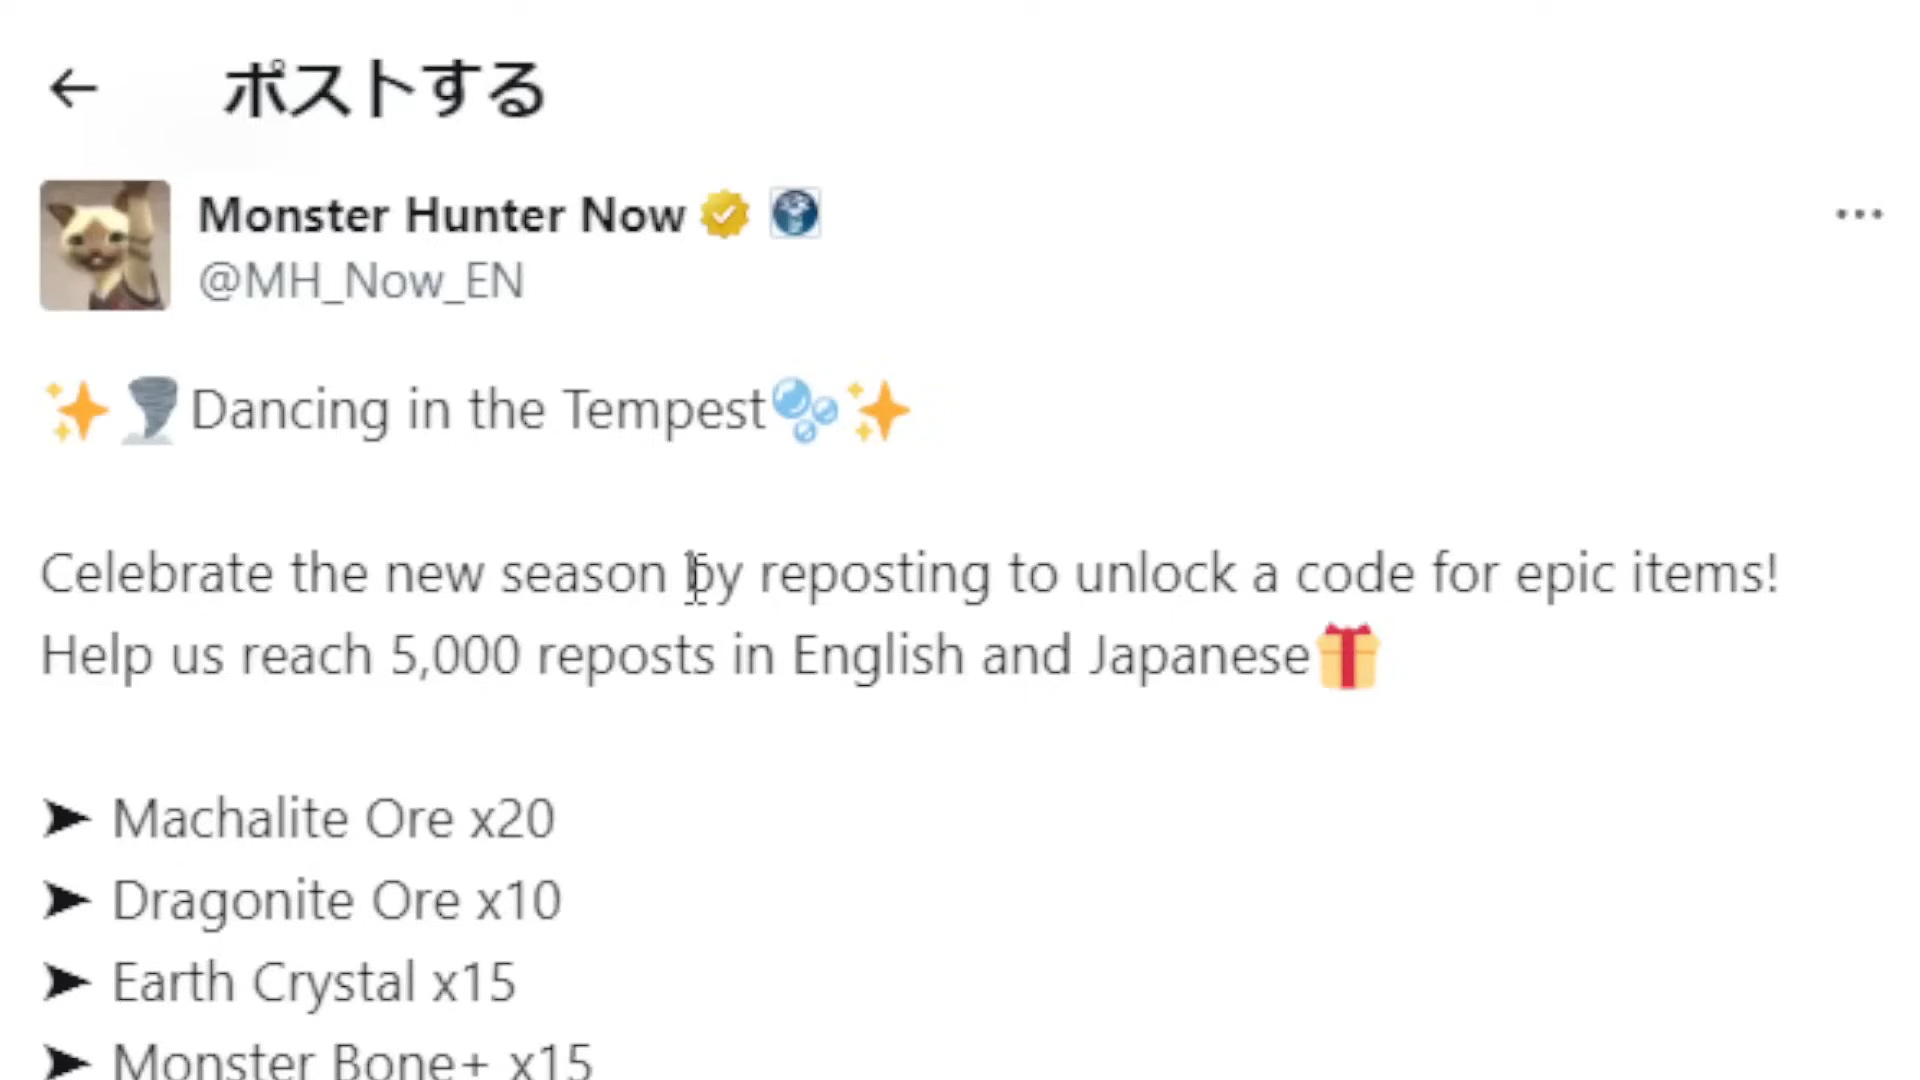 ポストする
Monster Hunter Now
@MH_Now_EN
✨🌪️Dancing in the Tempest🫧✨
Celebrate the new season by reposting to unlock a code for epic items!
Help us reach 5,000 reposts in English and Japanese🎁
➤ Machalite Ore x20
➤ Dragonite Ore x10
➤ Earth Crystal x15
➤ Monster Bone+ x15